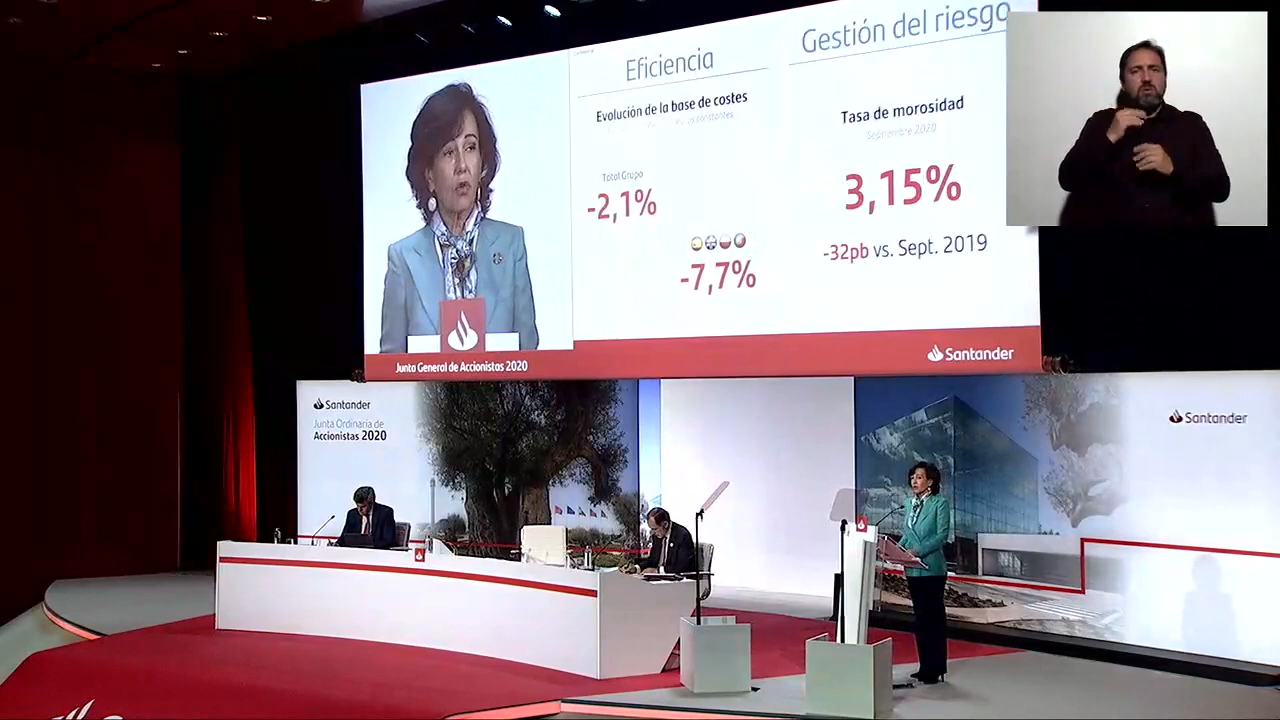 Eficiencia
Evolución de la base de costes
constantes
Total Grupo
-2,1%
-7,7%
Gestión del riesgo
Tasa de morosidad
Septiembre 2020
3,15%
-32pb vs. Sept. 2019
Junta General de Accionistas 2020
Santander
Santander
Junta Ordinaria de
Accionistas 2020
Santander